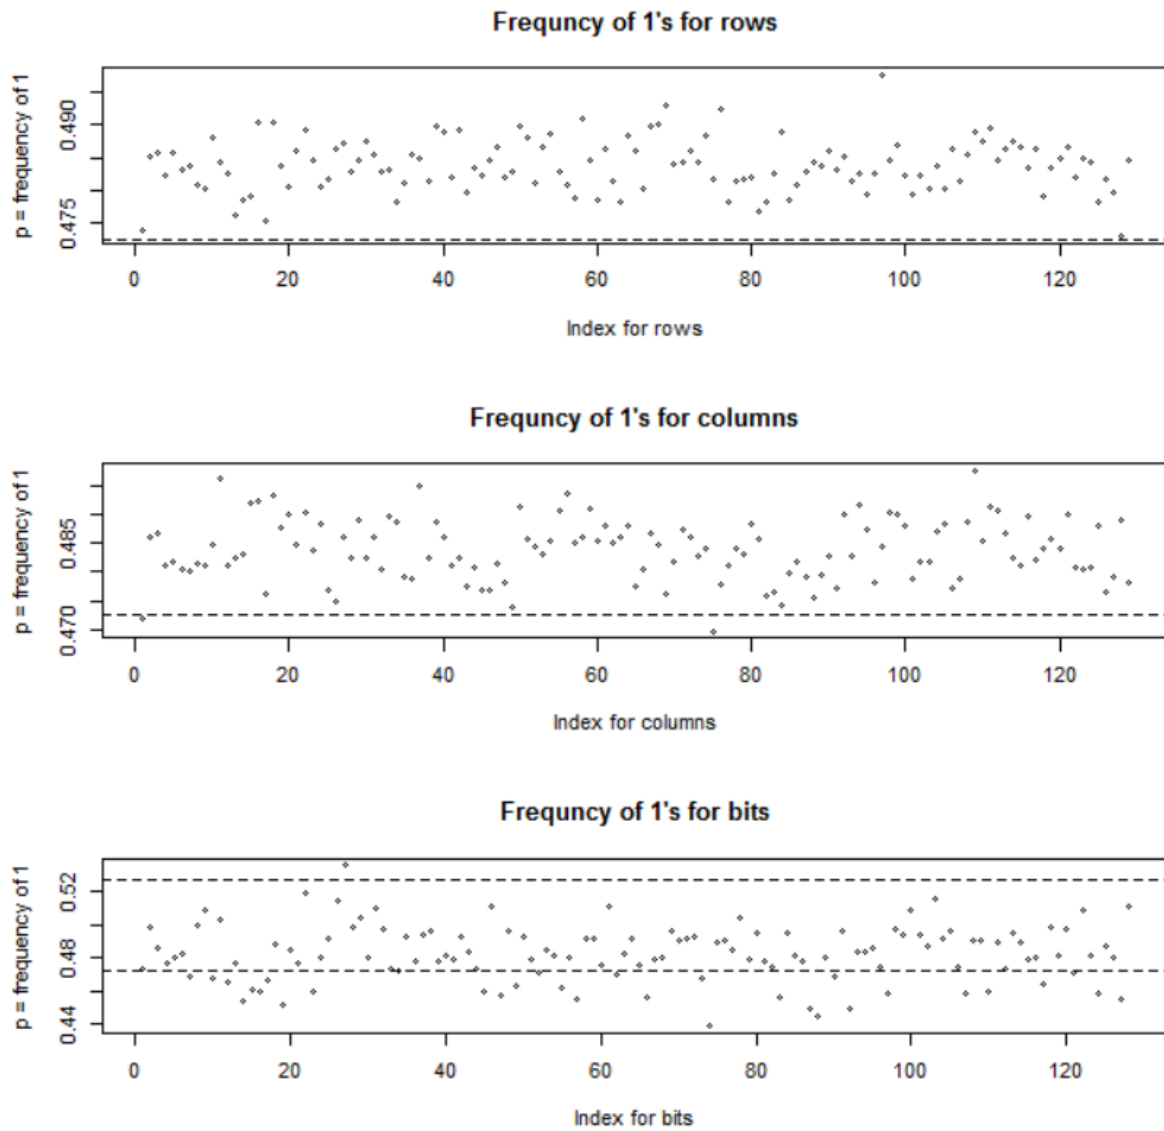 Frequncy of 1's for rows
p = frequency of 1
0.490
0.475
0 20 40 60 80 100 120
Index for rows
Frequncy of 1's for columns
p = frequency of 1
0.485
0.470
0 20 40 60 80 100 120
Index for columns
Frequncy of 1's for bits
p = frequency of 1
0.52
0.48
0.44
0 20 40 60 80 100 120
Index for bits